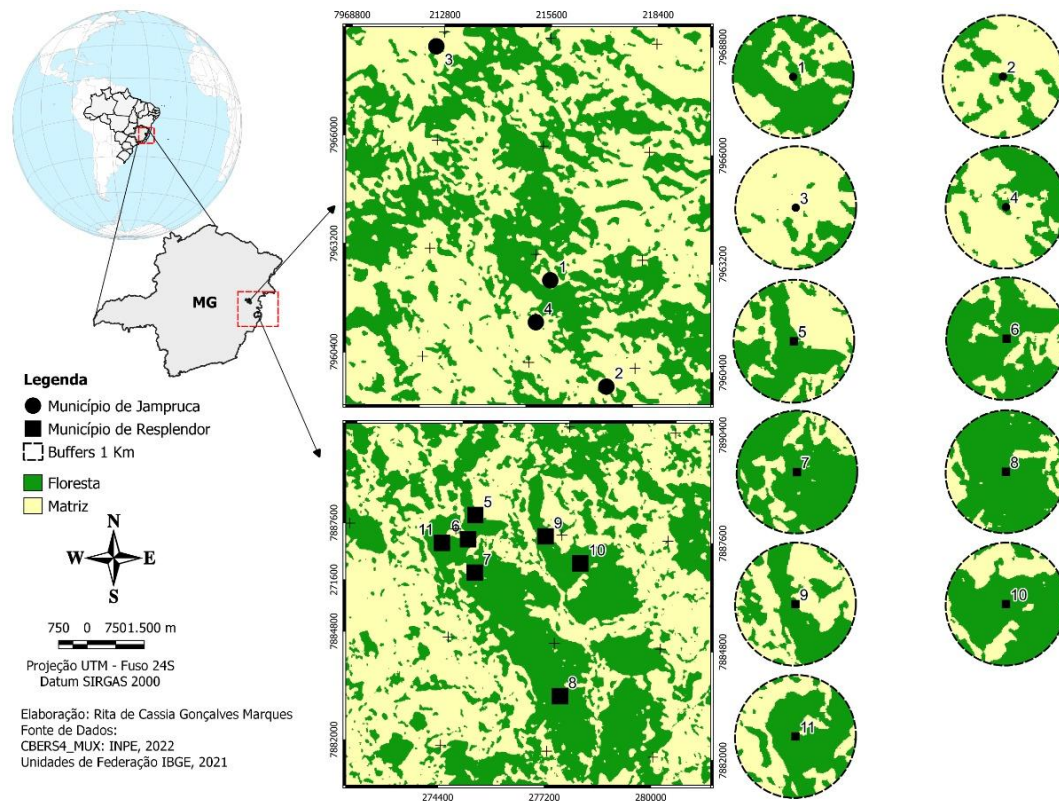 7968800
212800
215600
218400
3
7966000
7963200
1
4
7960400
2
7968800
7966000
7963200
7960400
MG
Legenda
Município de Jampruca
Município de Resplendor
Buffers 1 Km
Floresta
Matriz
N
W E
S
750 0 7501.500 m
Projeção UTM - Fuso 24S
Datum SIRGAS 2000
Elaboração: Rita de Cassia Gonçalves Marques
Fonte de Dados:
CBERS4_MUX: INPE, 2022
Unidades de Federação IBGE, 2021
7887600
271600
7884800
7882000
5
6
11
9
7
10
8
7890400
7887600
7884800
7882000
274400
277200
280000
1
2
3
4
5
6
7
8
9
10
11